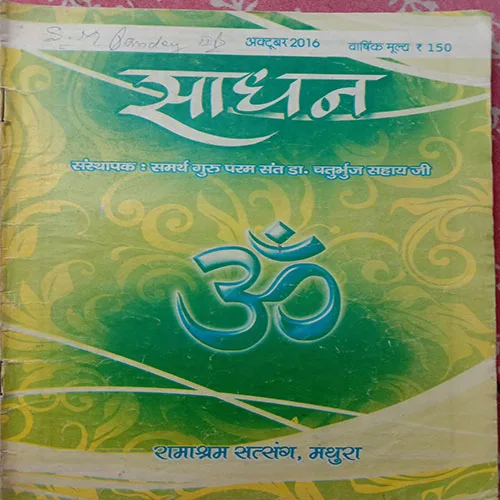 S.M Pandey अक्टूबर 2016 वार्षिक मूल्य ₹ 150
साधन
संस्थापक : समर्थ गुरु परम संत डा. चतुर्भुज सहाय जी
ॐ
रामाश्रम सत्संग, मथुरा